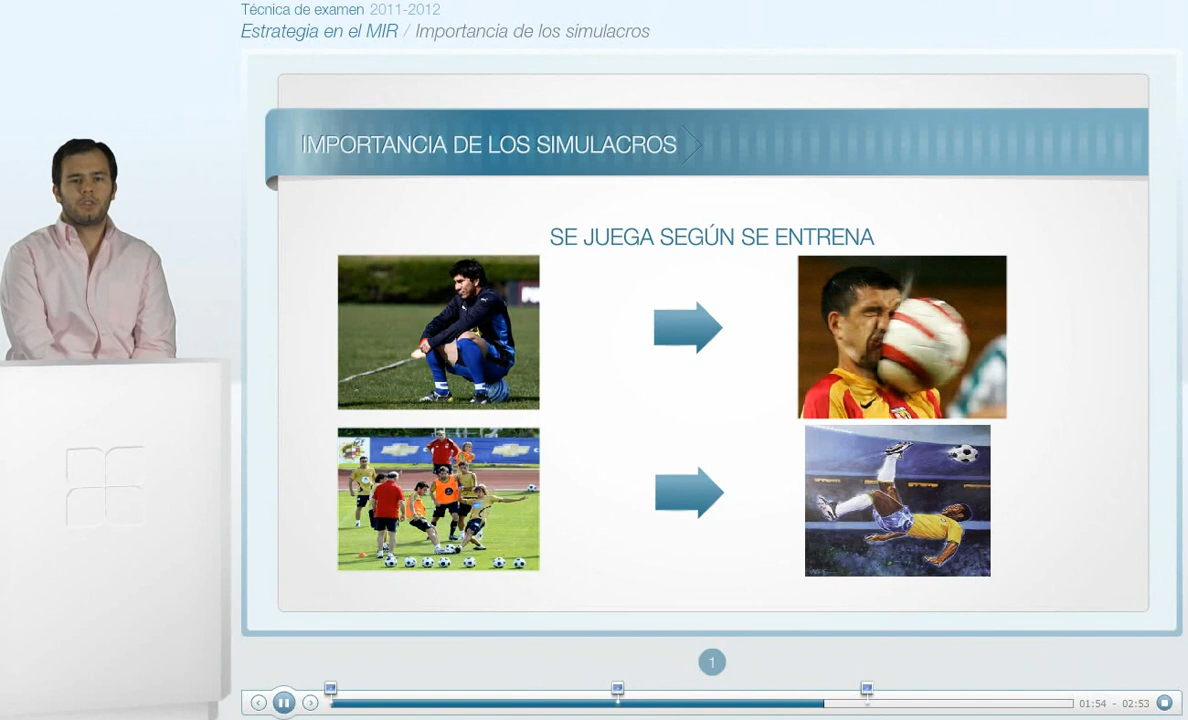 Técnica de examen 2011-2012
Estrategia en el MIR / Importancia de los simulacros
IMPORTANCIA DE LOS SIMULACROS
SE JUEGA SEGÚN SE ENTRENA
1
01:54 - 02:53